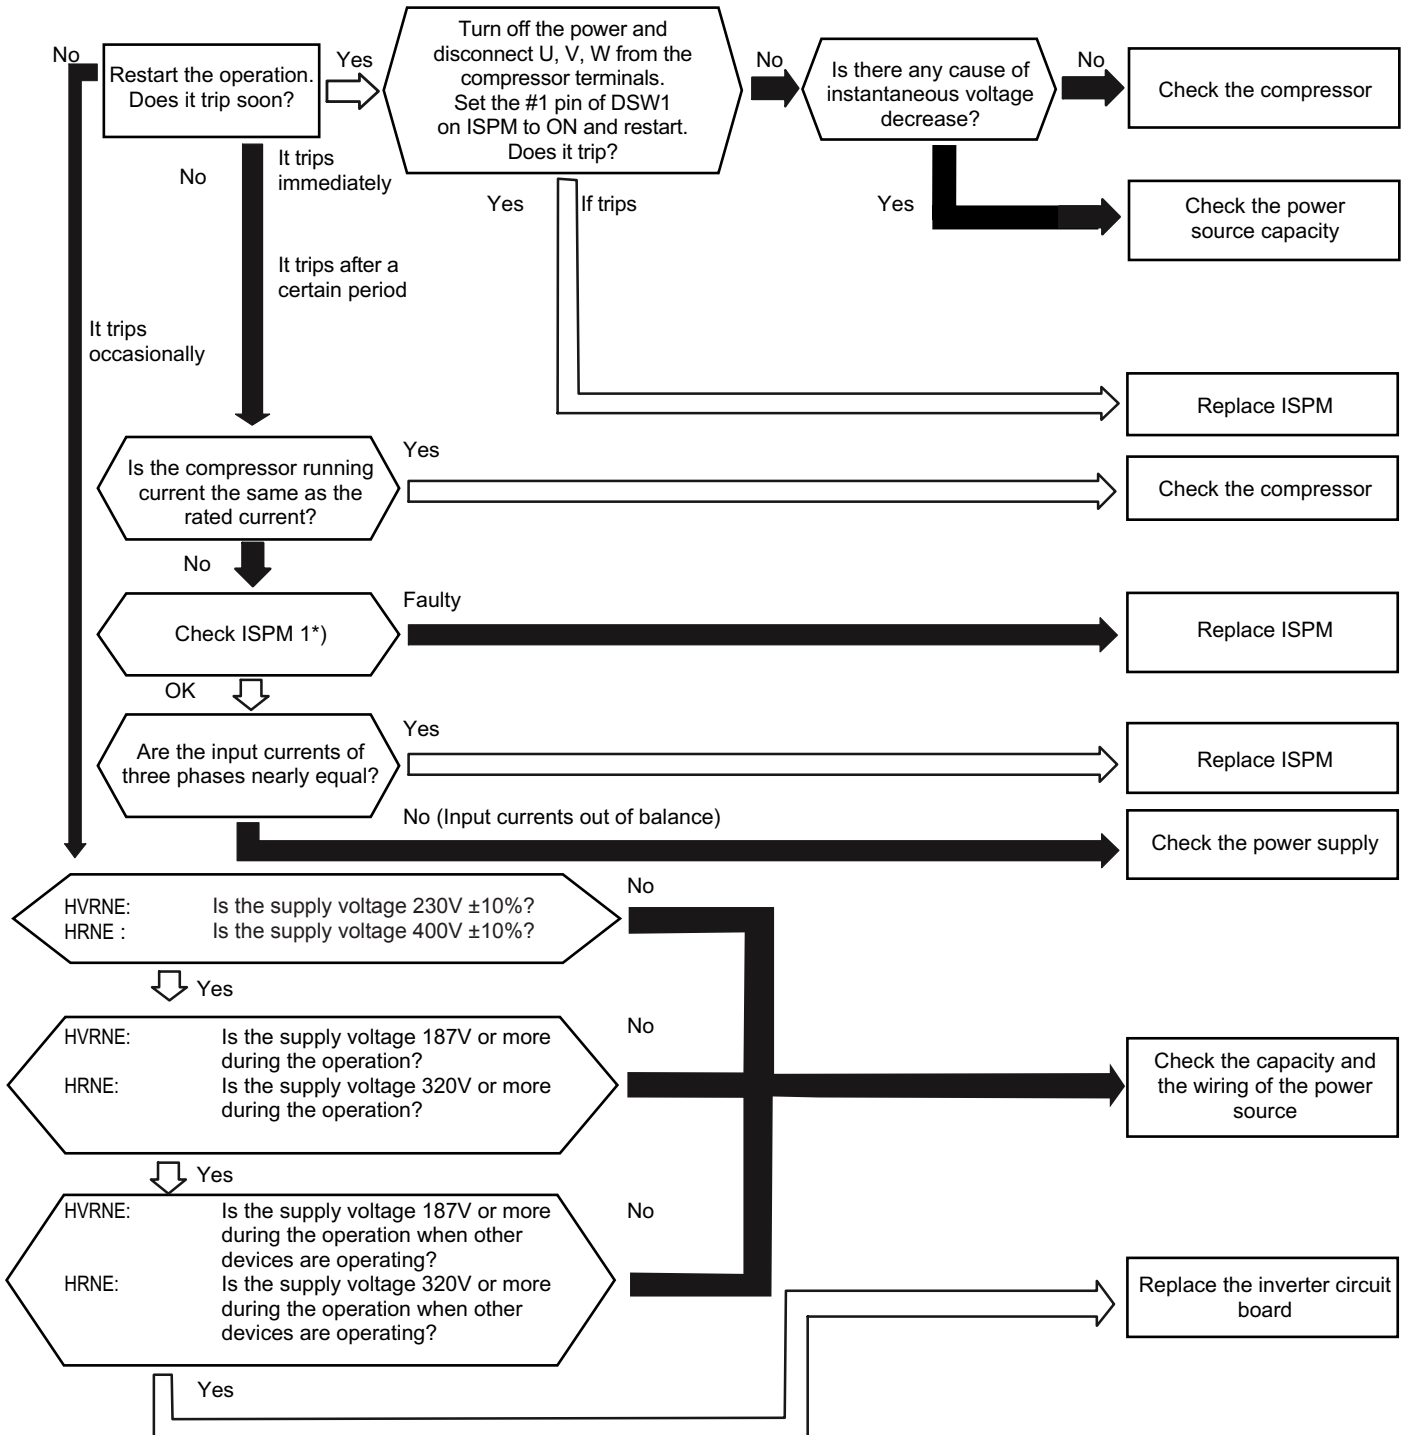 No
Restart the operation.
Does it trip soon?
Yes
Turn off the power and
disconnect U, V, W from the
compressor terminals.
Set the #1 pin of DSW1
on ISPM to ON and restart.
Does it trip?
No
Is there any cause of
instantaneous voltage
decrease?
No
Check the compressor
No
It trips
immediately
Yes
If trips
Yes
Check the power
source capacity
It trips after a
certain period
It trips
occasionally
Replace ISPM
Is the compressor running
current the same as the
rated current?
Yes
Check the compressor
No
Check ISPM 1*)
Faulty
Replace ISPM
OK
Are the input currents of
three phases nearly equal?
Yes
Replace ISPM
No (Input currents out of balance)
Check the power supply
HVRNE: Is the supply voltage 230V ±10%?
HRNE : Is the supply voltage 400V ±10%?
No
Yes
HVRNE: Is the supply voltage 187V or more
during the operation?
HRNE: Is the supply voltage 320V or more
during the operation?
No
Check the capacity and
the wiring of the power
source
Yes
HVRNE: Is the supply voltage 187V or more
during the operation when other
devices are operating?
HRNE: Is the supply voltage 320V or more
during the operation when other
devices are operating?
No
Replace the inverter circuit
board
Yes